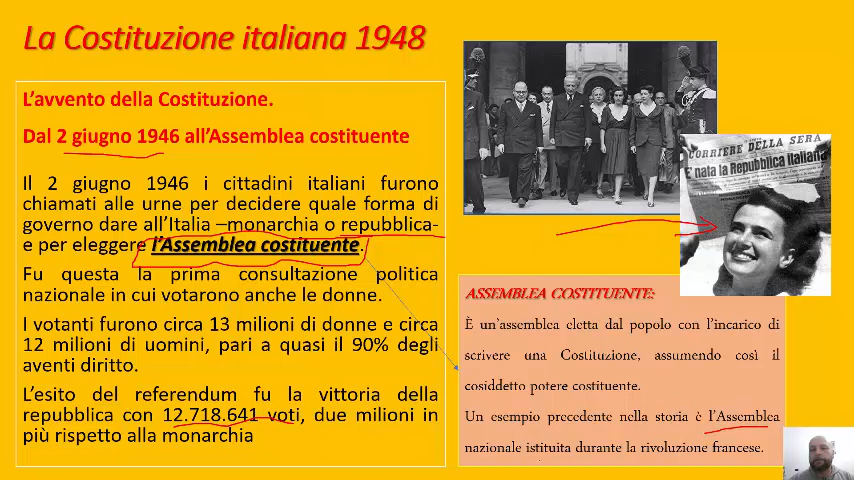 La Costituzione italiana 1948
L'avvento della Costituzione.
Dal 2 giugno 1946 all'Assemblea costituente
Il 2 giugno 1946 i cittadini italiani furono
chiamati alle urne per decidere quale forma di
governo dare all'Italia –monarchia o repubblica-
e per eleggere l'Assemblea costituente.
Fu questa la prima consultazione politica
nazionale in cui votarono anche le donne.
I votanti furono circa 13 milioni di donne e circa
12 milioni di uomini, pari a quasi il 90% degli
aventi diritto.
L'esito del referendum fu la vittoria della
repubblica con 12.718.641 voti, due milioni in
più rispetto alla monarchia
CORRIERE DELLA SERA
nata la Repubblica italiana
ASSEMBLEA COSTITUENTE:
È un'assemblea eletta dal popolo con l'incarico di
scrivere una Costituzione, assumendo così il
cosiddetto potere costituente.
Un esempio precedente nella storia è l'Assemblea
nazionale istituita durante la rivoluzione francese.